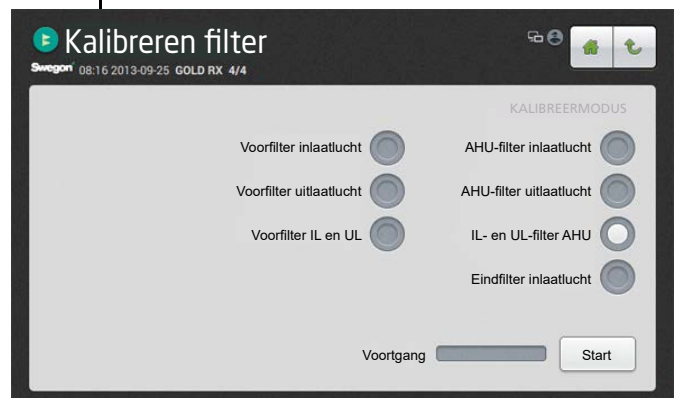 Kalibreren filter
Swegon 08:16 2013-09-25 GOLD RX 4/4
KALIBREERMODUS
Voorfilter inlaatlucht
AHU-filter inlaatlucht
Voorfilter uitlaatlucht
AHU-filter uitlaatlucht
Voorfilter IL en UL
IL- en UL-filter AHU
Eindfilter inlaatlucht
Voortgang
Start